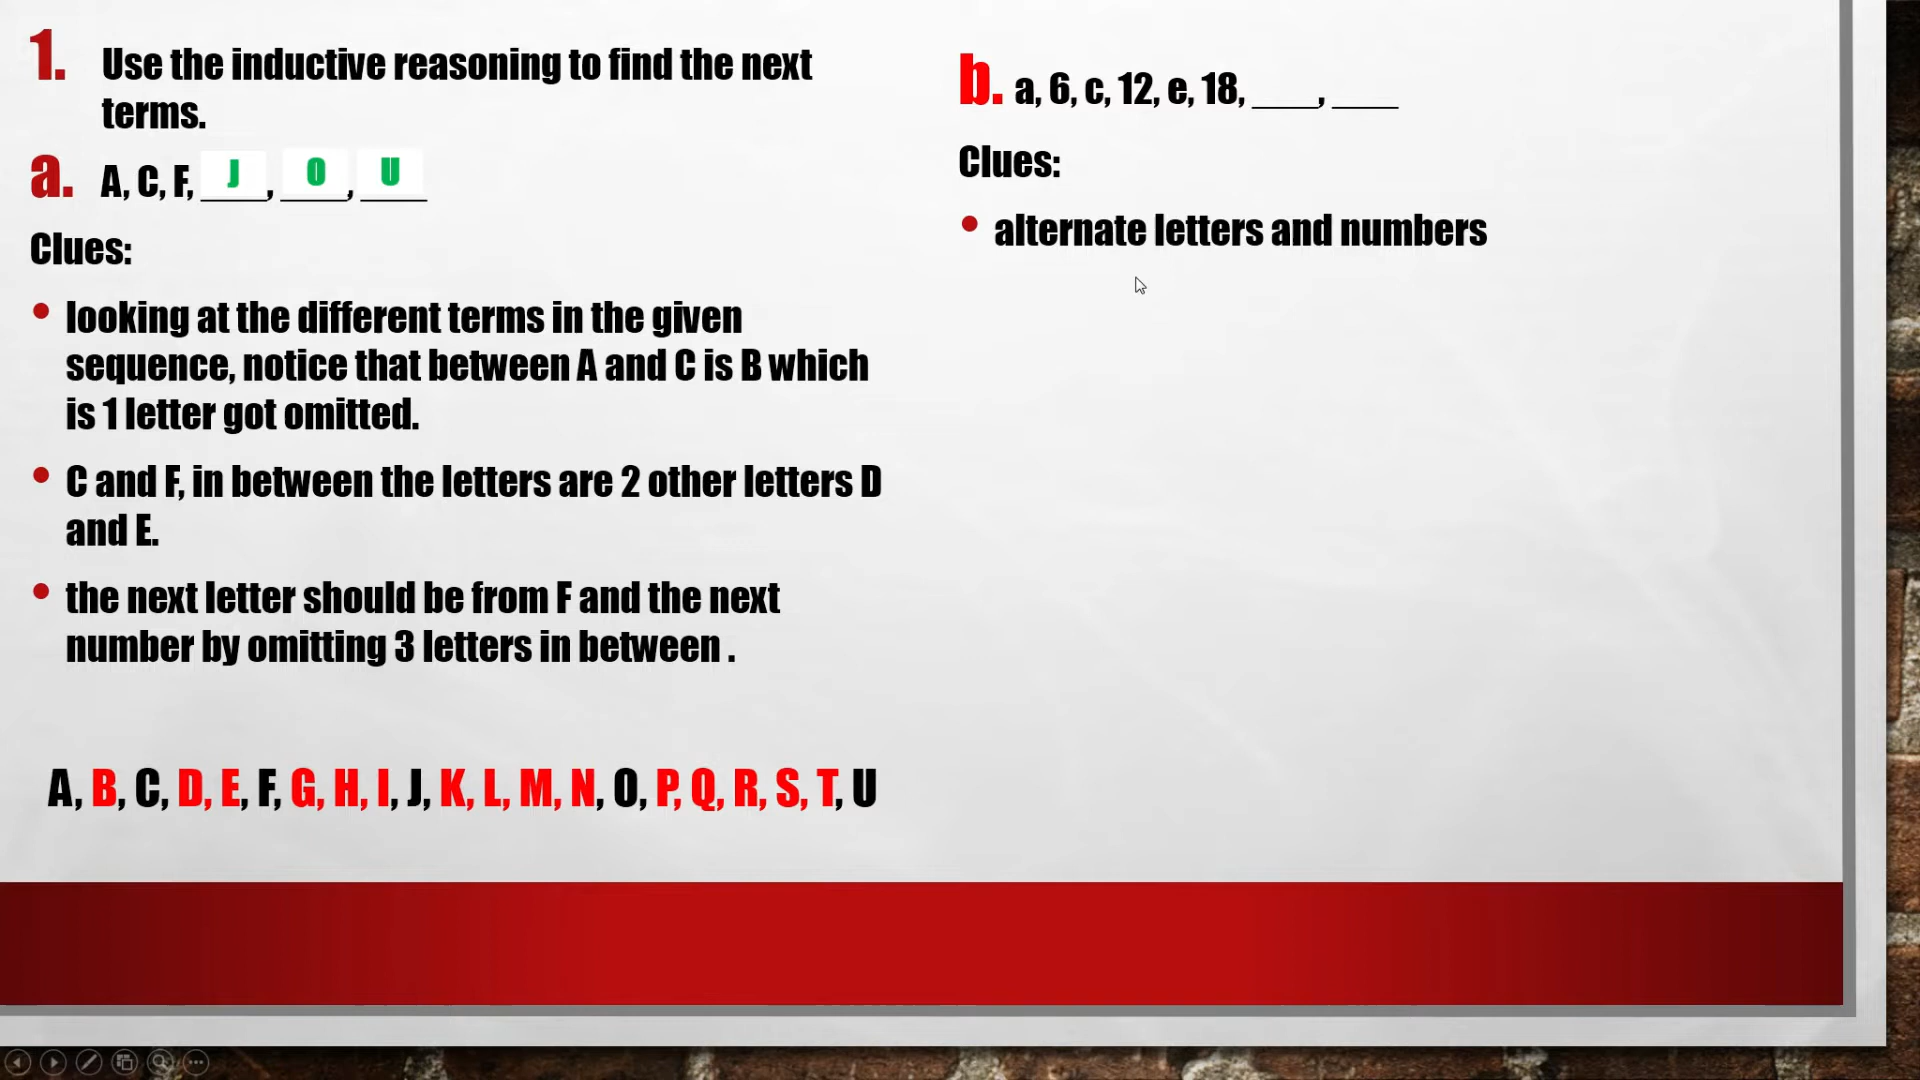 1. Use the inductive reasoning to find the next
terms.
a. A, C, F, J, O, U
Clues:
• looking at the different terms in the given
sequence, notice that between A and C is B which
is 1 letter got omitted.
• C and F, in between the letters are 2 other letters D
and E.
• the next letter should be from F and the next
number by omitting 3 letters in between .
A, B, C, D, E, F, G, H, I, J, K, L, M, N, O, P, Q, R, S, T, U
b. a, 6, c, 12, e, 18, ____, ____
Clues:
• alternate letters and numbers